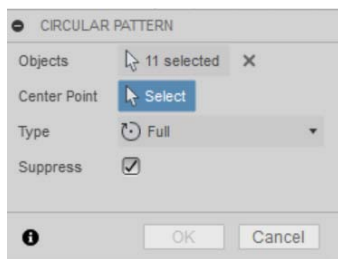 CIRCULAR PATTERN
Objects 11 selected
Center Point Select
Type Full
Suppress
OK Cancel